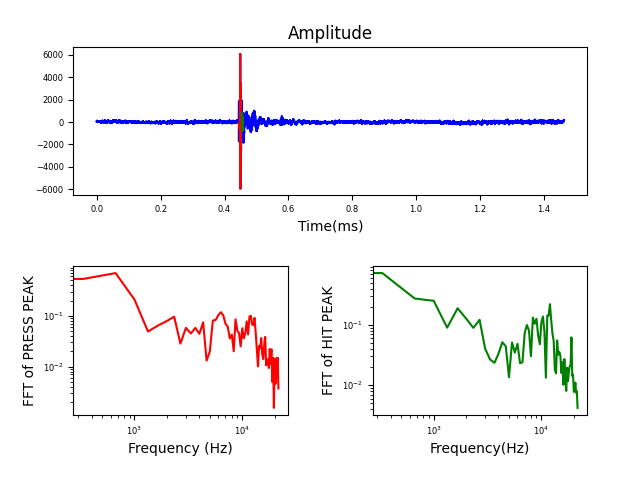 Amplitude
6000
4000
2000
0
−2000
−4000
−6000
0.0 0.2 0.4 0.6 0.8 1.0 1.2 1.4
Time(ms)
FFT of PRESS PEAK
10⁻¹
10⁻²
10³ 10⁴
Frequency (Hz)
FFT of HIT PEAK
10⁻¹
10⁻²
10³ 10⁴
Frequency(Hz)